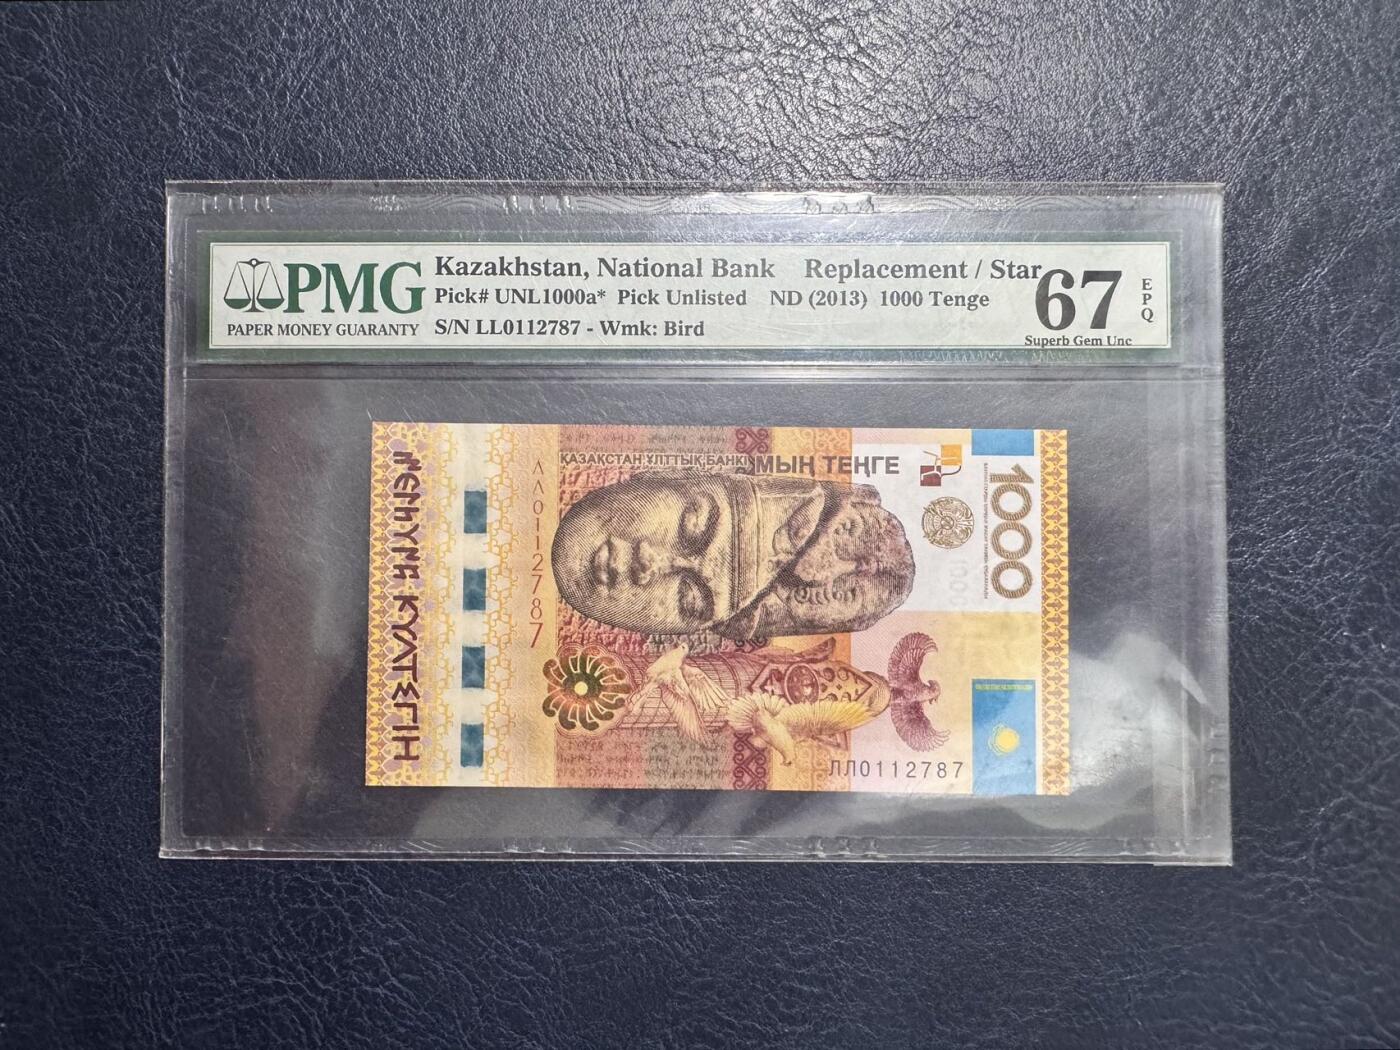 PMG
PAPER MONEY GUARANTY
Kazakhstan, National Bank Replacement / Star
Pick# UNL1000a* Pick Unlisted ND (2013) 1000 Tenge
S/N LL0112787 - Wmk: Bird
67
EPQ
Superb Gem Unc
ҚАЗАҚСТАН ҰЛТТЫҚ БАНКІ
МЫҢ ТЕҢГЕ
1000
ЛЛ0112787
ЛЛ0112787